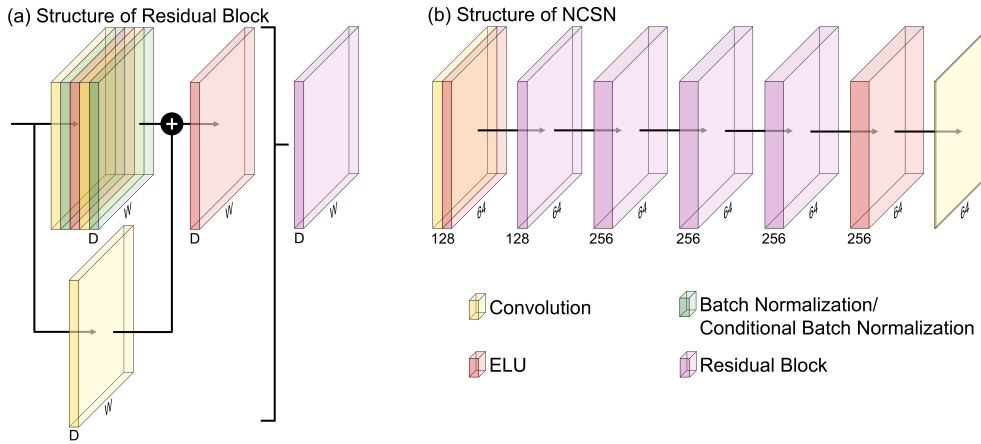 (a) Structure of Residual Block
W
D
W
D
W
D
W
D
(b) Structure of NCSN
64
128
64
128
64
256
64
256
64
256
64
256
64
Convolution
ELU
Batch Normalization/
Conditional Batch Normalization
Residual Block